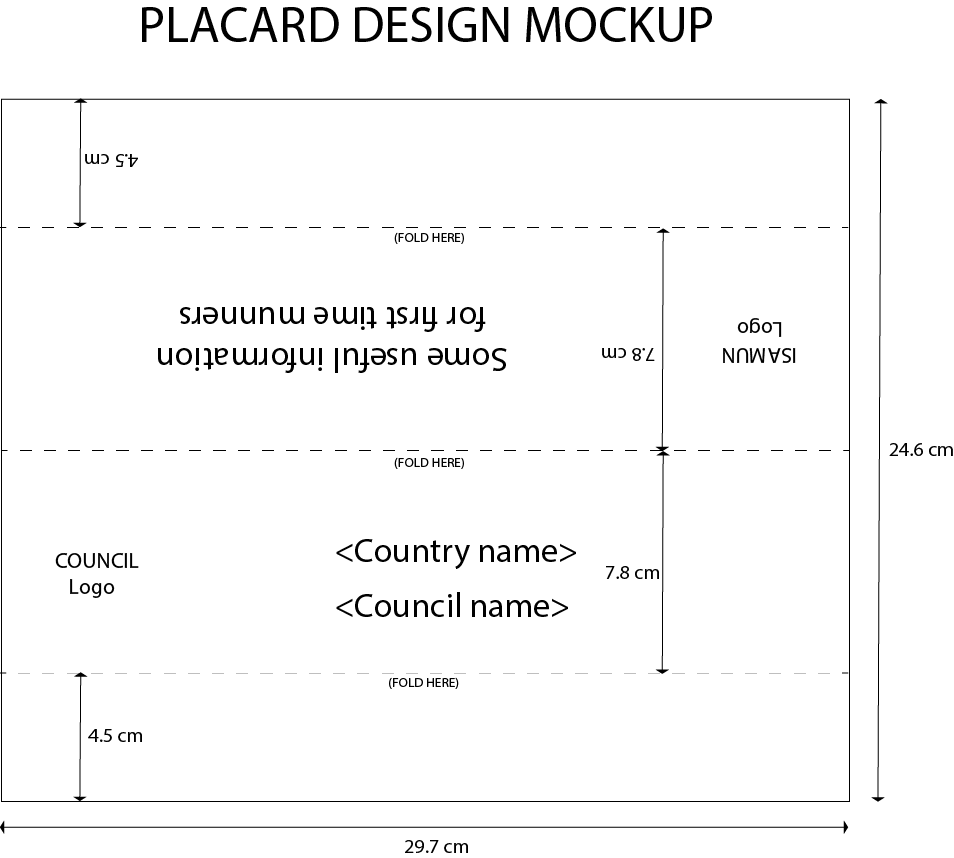 PLACARD DESIGN MOCKUP
4.5 cm
(FOLD HERE)
Some useful information
for first time munners
7.8 cm
ISAMUN
Logo
24.6 cm
(FOLD HERE)
COUNCIL
Logo
<Country name>
<Council name>
7.8 cm
(FOLD HERE)
4.5 cm
29.7 cm